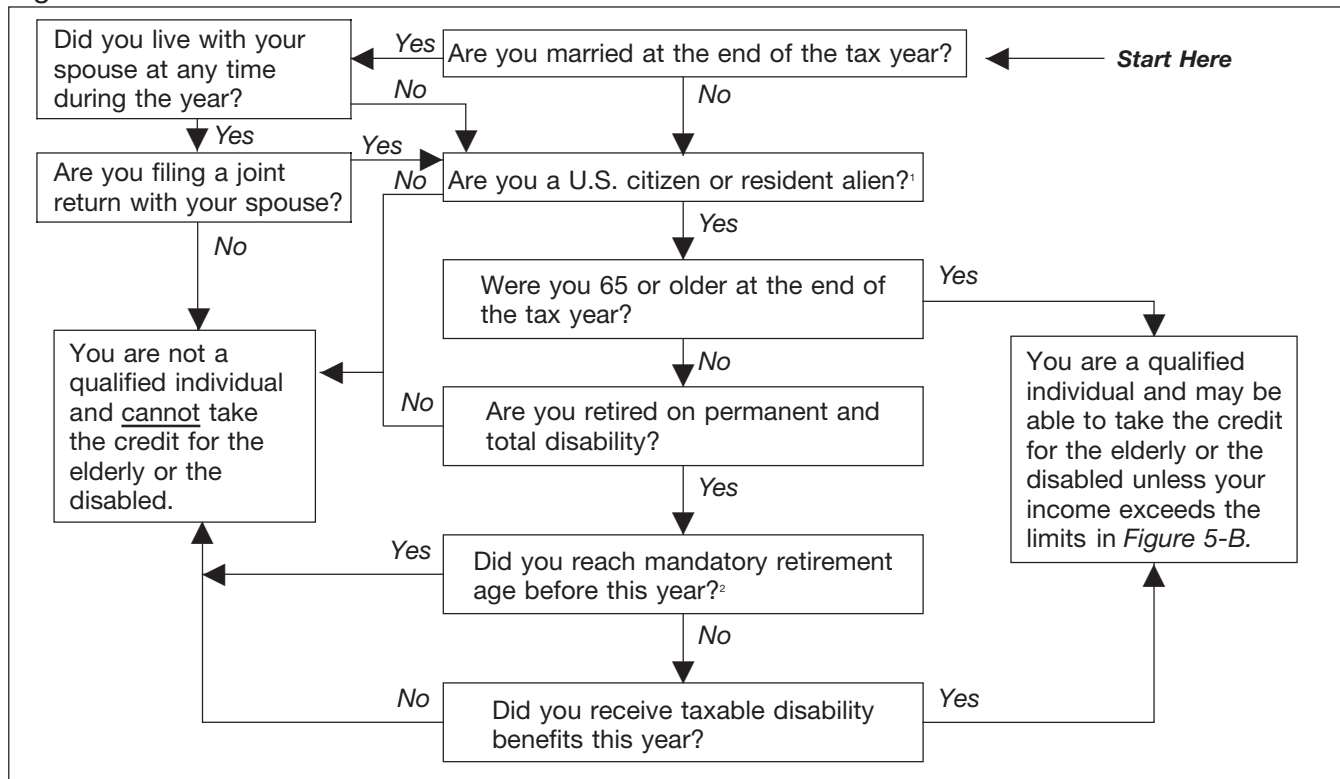 Did you live with your
spouse at any time
during the year?
Yes
Are you married at the end of the tax year?
Start Here
No
No
Yes
Are you filing a joint
return with your spouse?
Yes
No
Are you a U.S. citizen or resident alien?¹
No
Yes
Were you 65 or older at the end of
the tax year?
Yes
You are not a
qualified individual
and cannot take
the credit for the
elderly or the
disabled.
No
No
Are you retired on permanent and
total disability?
You are a qualified
individual and may be
able to take the credit
for the elderly or the
disabled unless your
income exceeds the
limits in Figure 5-B.
Yes
Yes
Did you reach mandatory retirement
age before this year?²
No
No
Did you receive taxable disability
benefits this year?
Yes